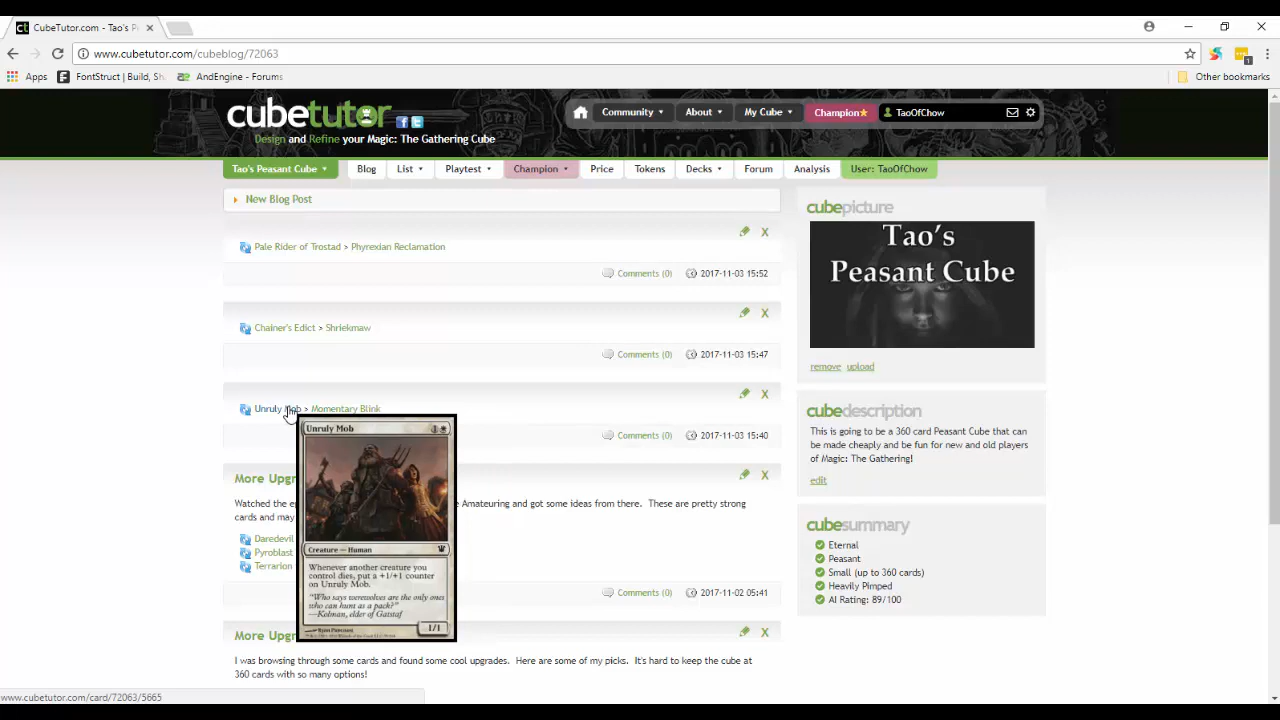 CubeTutor.com - Tao's P
www.cubetutor.com/cubeblog/72063
Apps
FontStruct | Build, Sh
AndEngine - Forums
Other bookmarks
cubetutor
Design and Refine your Magic: The Gathering Cube
Community
About
My Cube
Champion
TaoOfChow
Tao's Peasant Cube
Blog
List
Playtest
Champion
Price
Tokens
Decks
Forum
Analysis
User: TaoOfChow
New Blog Post
X
Pale Rider of Trostad > Phyrexian Reclamation
Comments (0) 2017-11-03 15:52
X
Chainer's Edict > Shriekmaw
Comments (0) 2017-11-03 15:47
X
Unruly Mob > Momentary Blink
Comments (0) 2017-11-03 15:40
Unruly Mob
Creature — Human
Whenever another creature you
control dies, put a +1/+1 counter
on Unruly Mob.
"Who says werewolves are the only ones
who can hunt as a pack?"
—Kolman, elder of Gatstaf
1/1
X
More Upg
Watched the ep
Amateuring and got some ideas from there. These are pretty strong
cards and may
Daredevil
Pyroblast
Terrarion
Comments (0) 2017-11-02 05:41
X
More Upgr
I was browsing through some cards and found some cool upgrades. Here are some of my picks. It's hard to keep the cube at
360 cards with so many options!
cubepicture
Tao's
Peasant Cube
remove upload
cubedescription
This is going to be a 360 card Peasant Cube that can
be made cheaply and be fun for new and old players
of Magic: The Gathering!
edit
cubesummary
Eternal
Peasant
Small (up to 360 cards)
Heavily Pimped
AI Rating: 89/100
www.cubetutor.com/card/72063/5665